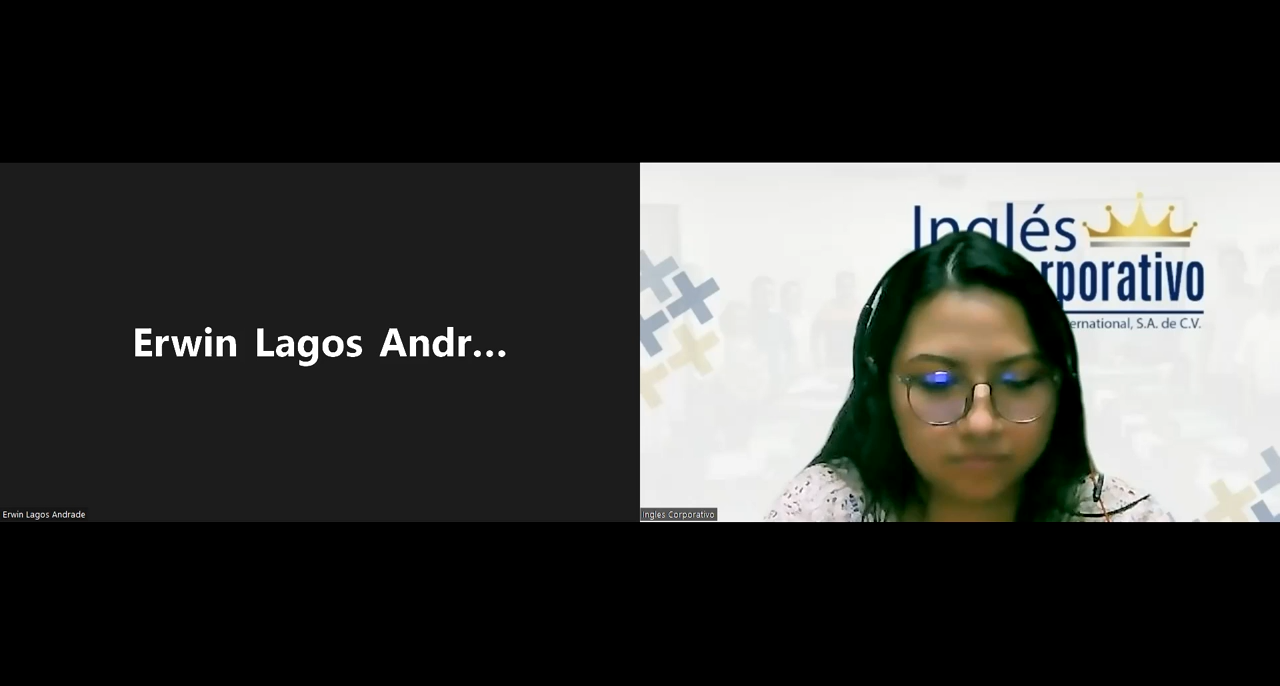 Erwin Lagos Andr...
Erwin Lagos Andrade
Inglés
rporativo
ernational, S.A. de C.V.
Ingles Corporativo